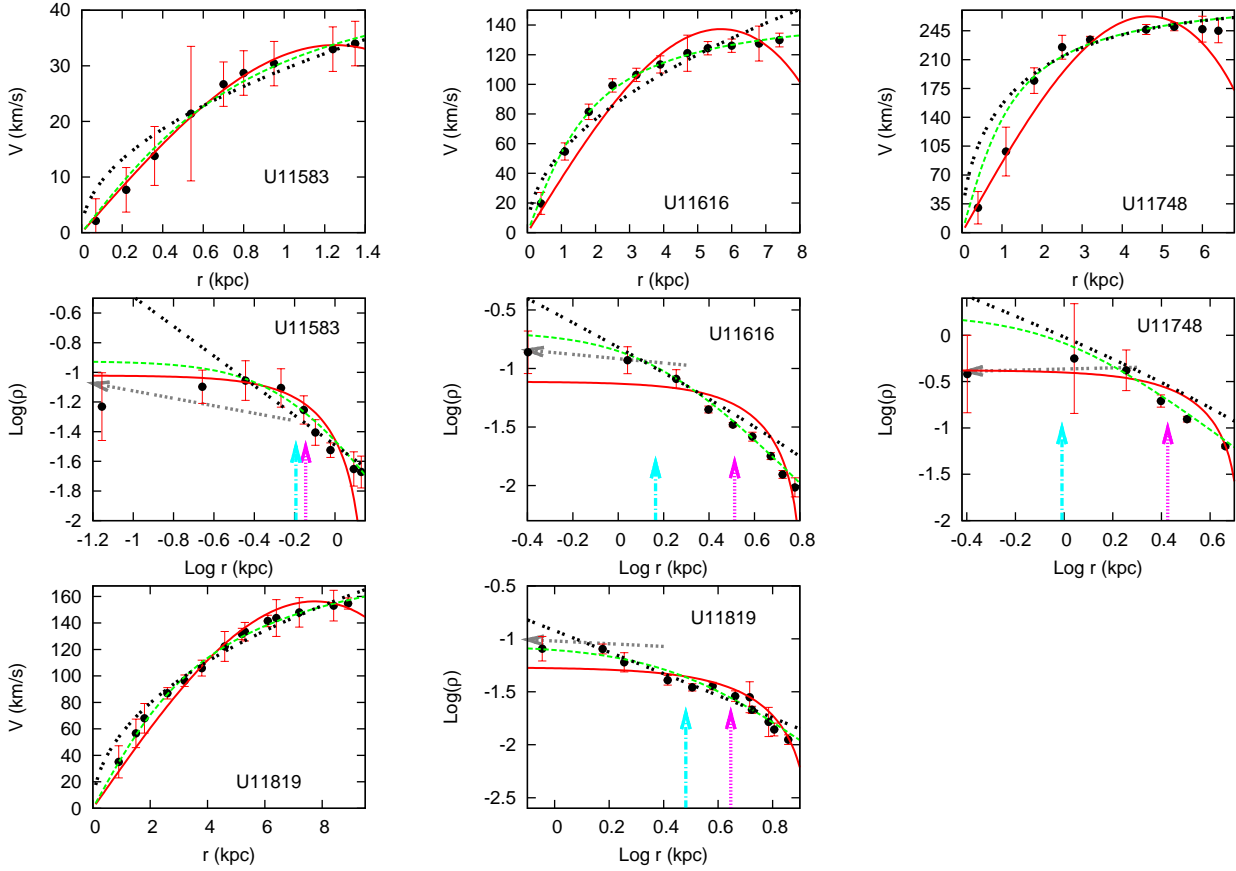 V (km/s)
40
30
20
10
0
U11583
0 0.2 0.4 0.6 0.8 1 1.2 1.4
r (kpc)
V (km/s)
140
120
100
80
60
40
20
0
U11616
0 1 2 3 4 5 6 7 8
r (kpc)
V (km/s)
245
210
175
140
105
70
35
0
U11748
0 2 4 6
r (kpc)
Log(ρ)
-0.6
-0.8
-1
-1.2
-1.4
-1.6
-1.8
-2
U11583
-1.2 -1 -0.8 -0.6 -0.4 -0.2 0
Log r (kpc)
Log(ρ)
-0.5
-1
-1.5
-2
U11616
-0.4 -0.2 0 0.2 0.4 0.6 0.8
Log r (kpc)
Log(ρ)
0
-0.5
-1
-1.5
-2
U11748
-0.4 -0.2 0 0.2 0.4 0.6
Log r (kpc)
V (km/s)
160
140
120
100
80
60
40
20
0
U11819
0 2 4 6 8
r (kpc)
Log(ρ)
-0.5
-1
-1.5
-2
-2.5
U11819
0 0.2 0.4 0.6 0.8
Log r (kpc)